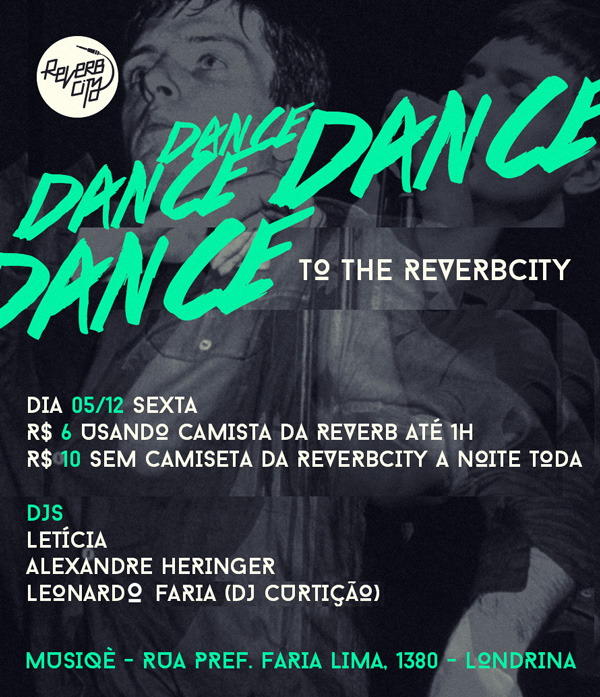 REVERB
CITY
DANCE
DANCE
DANCE
DANCE
TO THE REVERBCITY
DIA 05/12 SEXTA
R$ 6 USANDO CAMISTA DA REVERB ATÉ 1H
R$ 10 SEM CAMISETA DA REVERBCITY A NOITE TODA
DJS
LETÍCIA
ALEXANDRE HERINGER
LEONARDO FARIA (DJ CURTIÇÃO)
MUSIQÈ - RUA PREF. FARIA LIMA, 1380 - LONDRINA